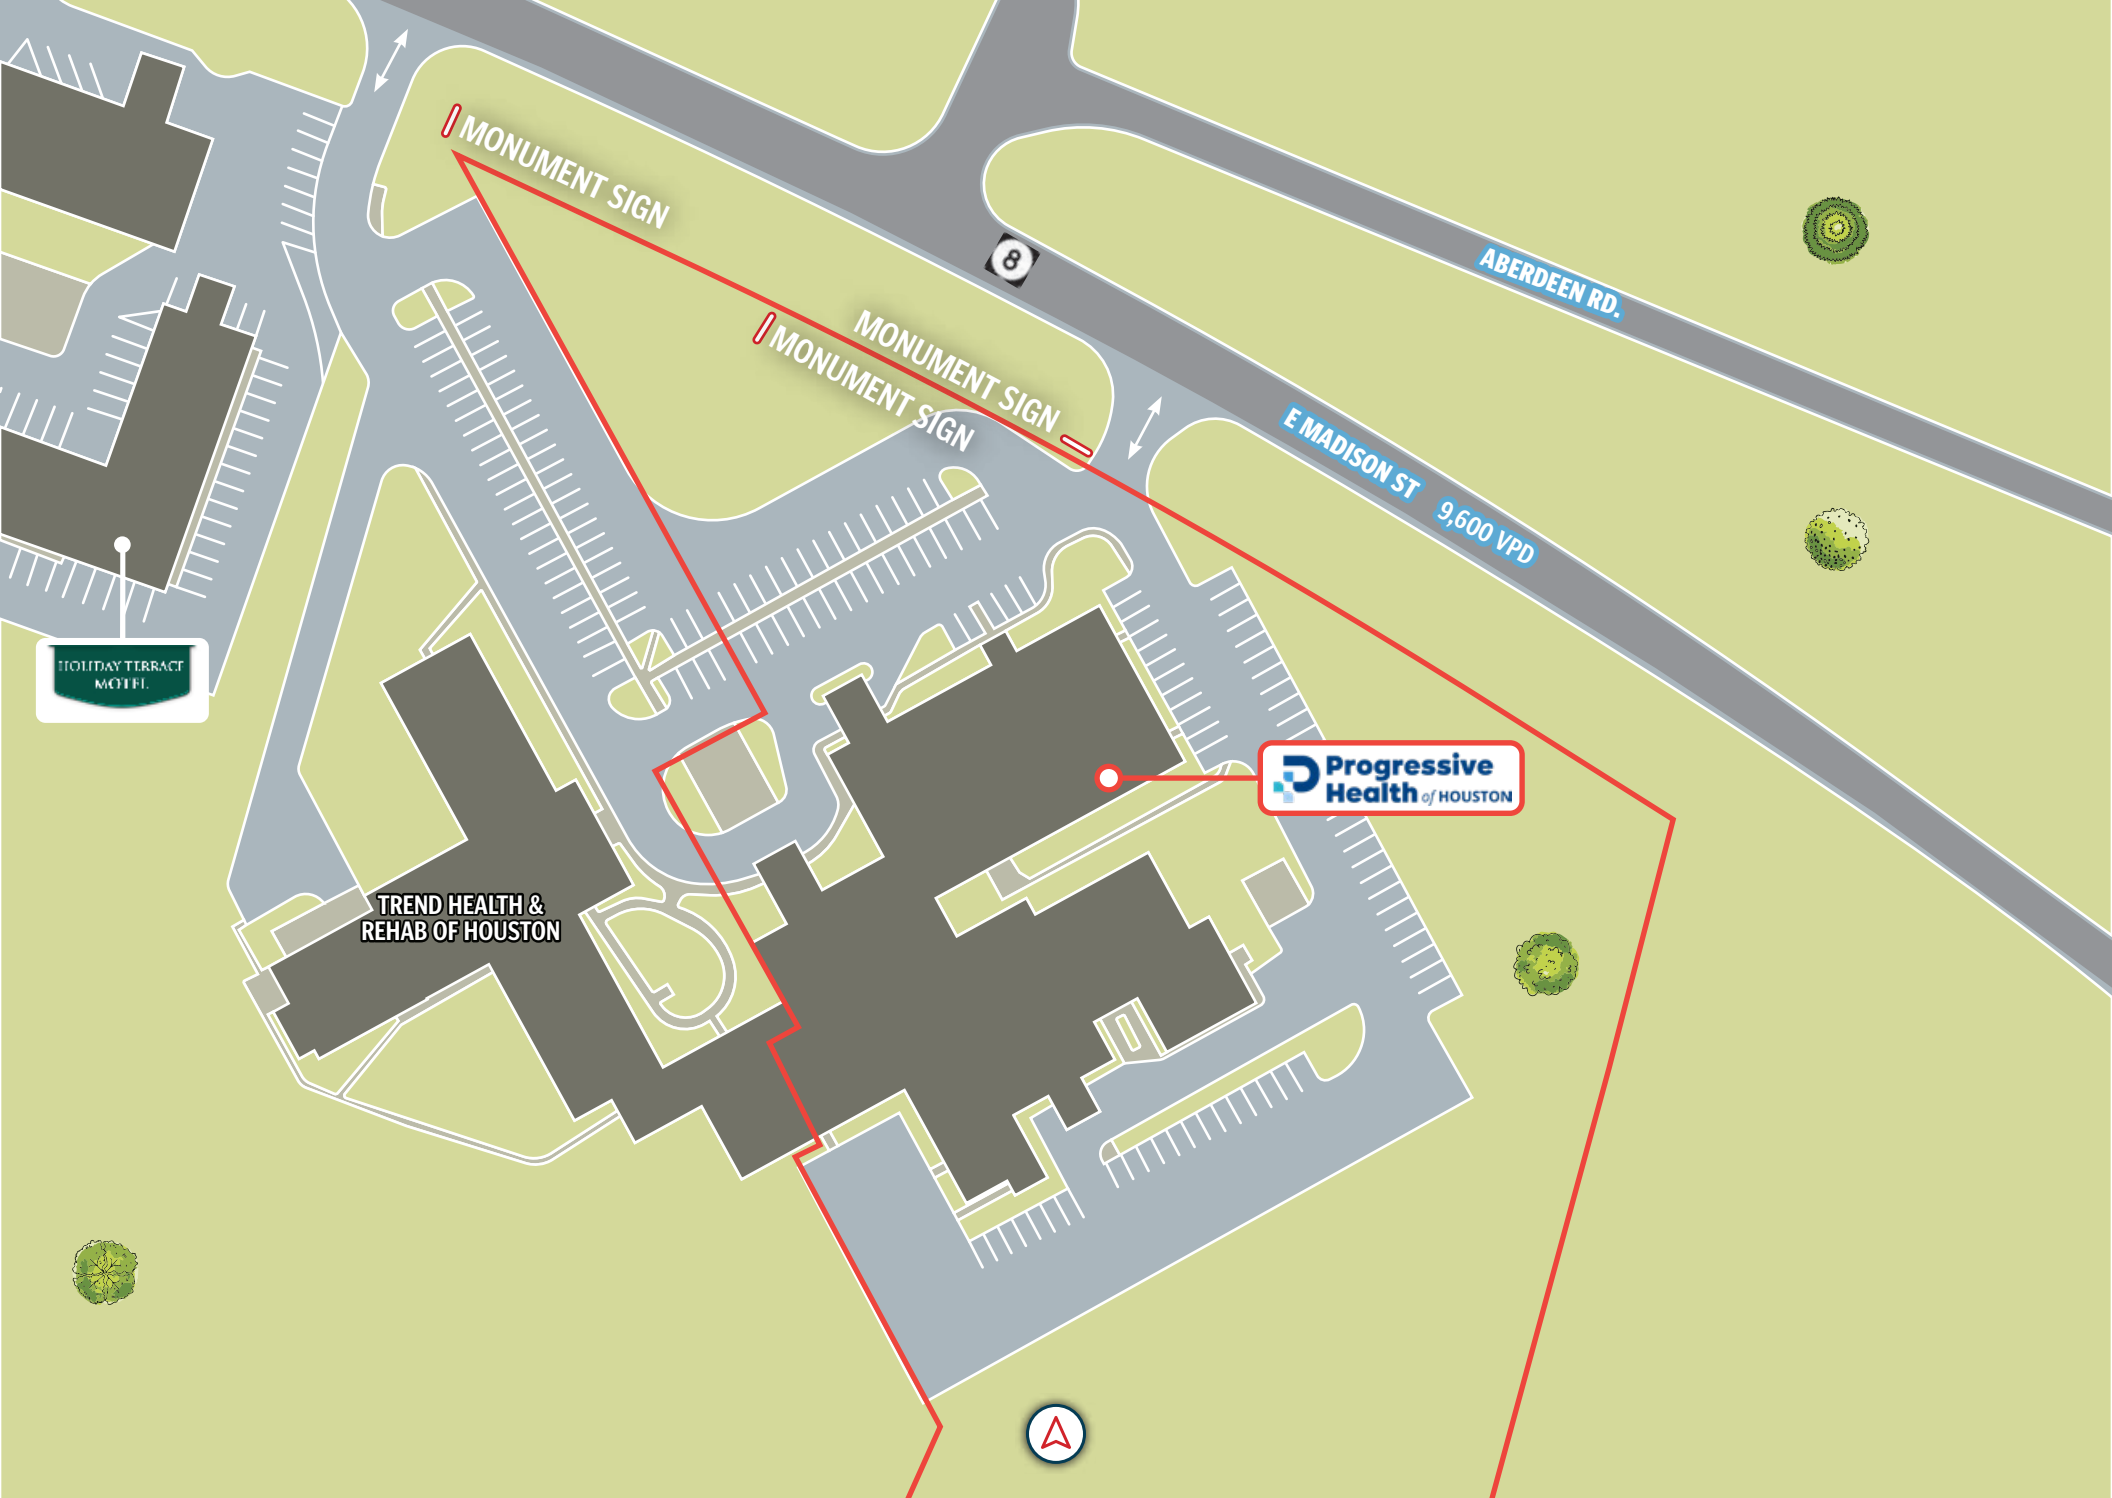 MONUMENT SIGN
8
ABERDEEN RD.
MONUMENT SIGN
MONUMENT SIGN
E MADISON ST 9,600 VPD
HOLIDAY TERRACE
MOTEL
Progressive
Health of HOUSTON
TREND HEALTH &
REHAB OF HOUSTON